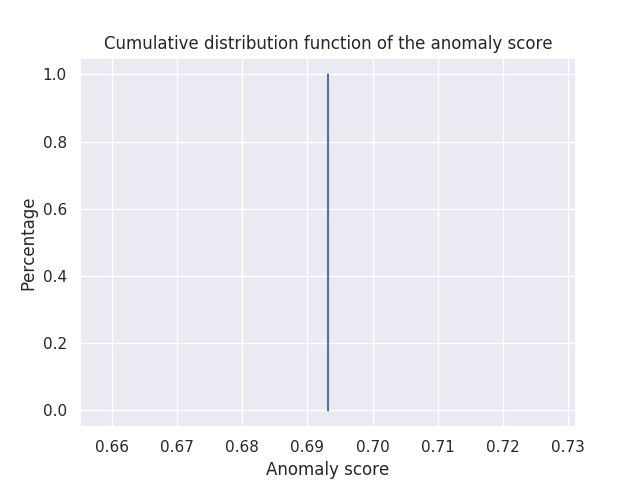 Cumulative distribution function of the anomaly score
1.0
0.8
0.6
0.4
0.2
0.0
Percentage
0.66 0.67 0.68 0.69 0.70 0.71 0.72 0.73
Anomaly score